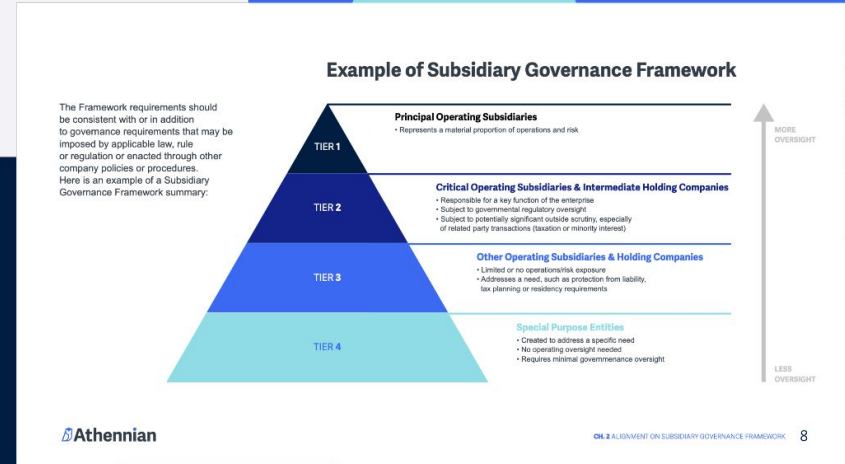 Example of Subsidiary Governance Framework
The Framework requirements should
be consistent with or in addition
to governance requirements that may be
imposed by applicable law, rule
or regulation or enacted through other
company policies or procedures.
Here is an example of a Subsidiary
Governance Framework summary:
TIER 1
Principal Operating Subsidiaries
• Represents a material proportion of operations and risk
TIER 2
Critical Operating Subsidiaries & Intermediate Holding Companies
• Responsible for a key function of the enterprise
• Subject to governmental regulatory oversight
• Subject to potentially significant outside scrutiny, especially
of related party transactions (taxation or minority interest)
TIER 3
Other Operating Subsidiaries & Holding Companies
• Limited or no operations/risk exposure
• Addresses a need, such as protection from liability,
tax planning or residency requirements
TIER 4
Special Purpose Entities
• Created to address a specific need
• No operating oversight needed
• Requires minimal governmenance oversight
MORE
OVERSIGHT
LESS
OVERSIGHT
Athennian
CH. 2 ALIGNMENT ON SUBSIDIARY GOVERNANCE FRAMEWORK 8